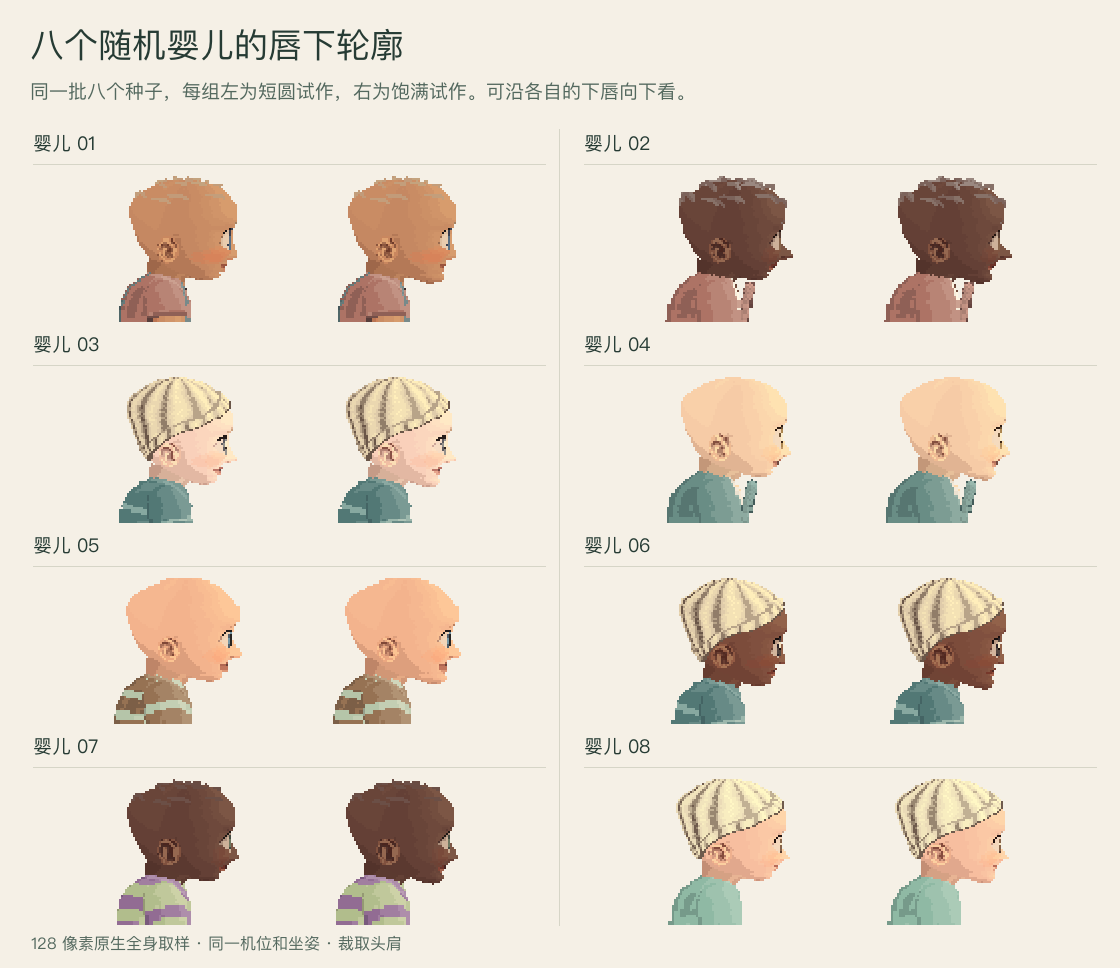 八个随机婴儿的唇下轮廓
同一批八个种子，每组左为短圆试作，右为饱满试作。可沿各自的下唇向下看。
婴儿 01
婴儿 02
婴儿 03
婴儿 04
婴儿 05
婴儿 06
婴儿 07
婴儿 08
128 像素原生全身取样 · 同一机位和坐姿 · 裁取头肩